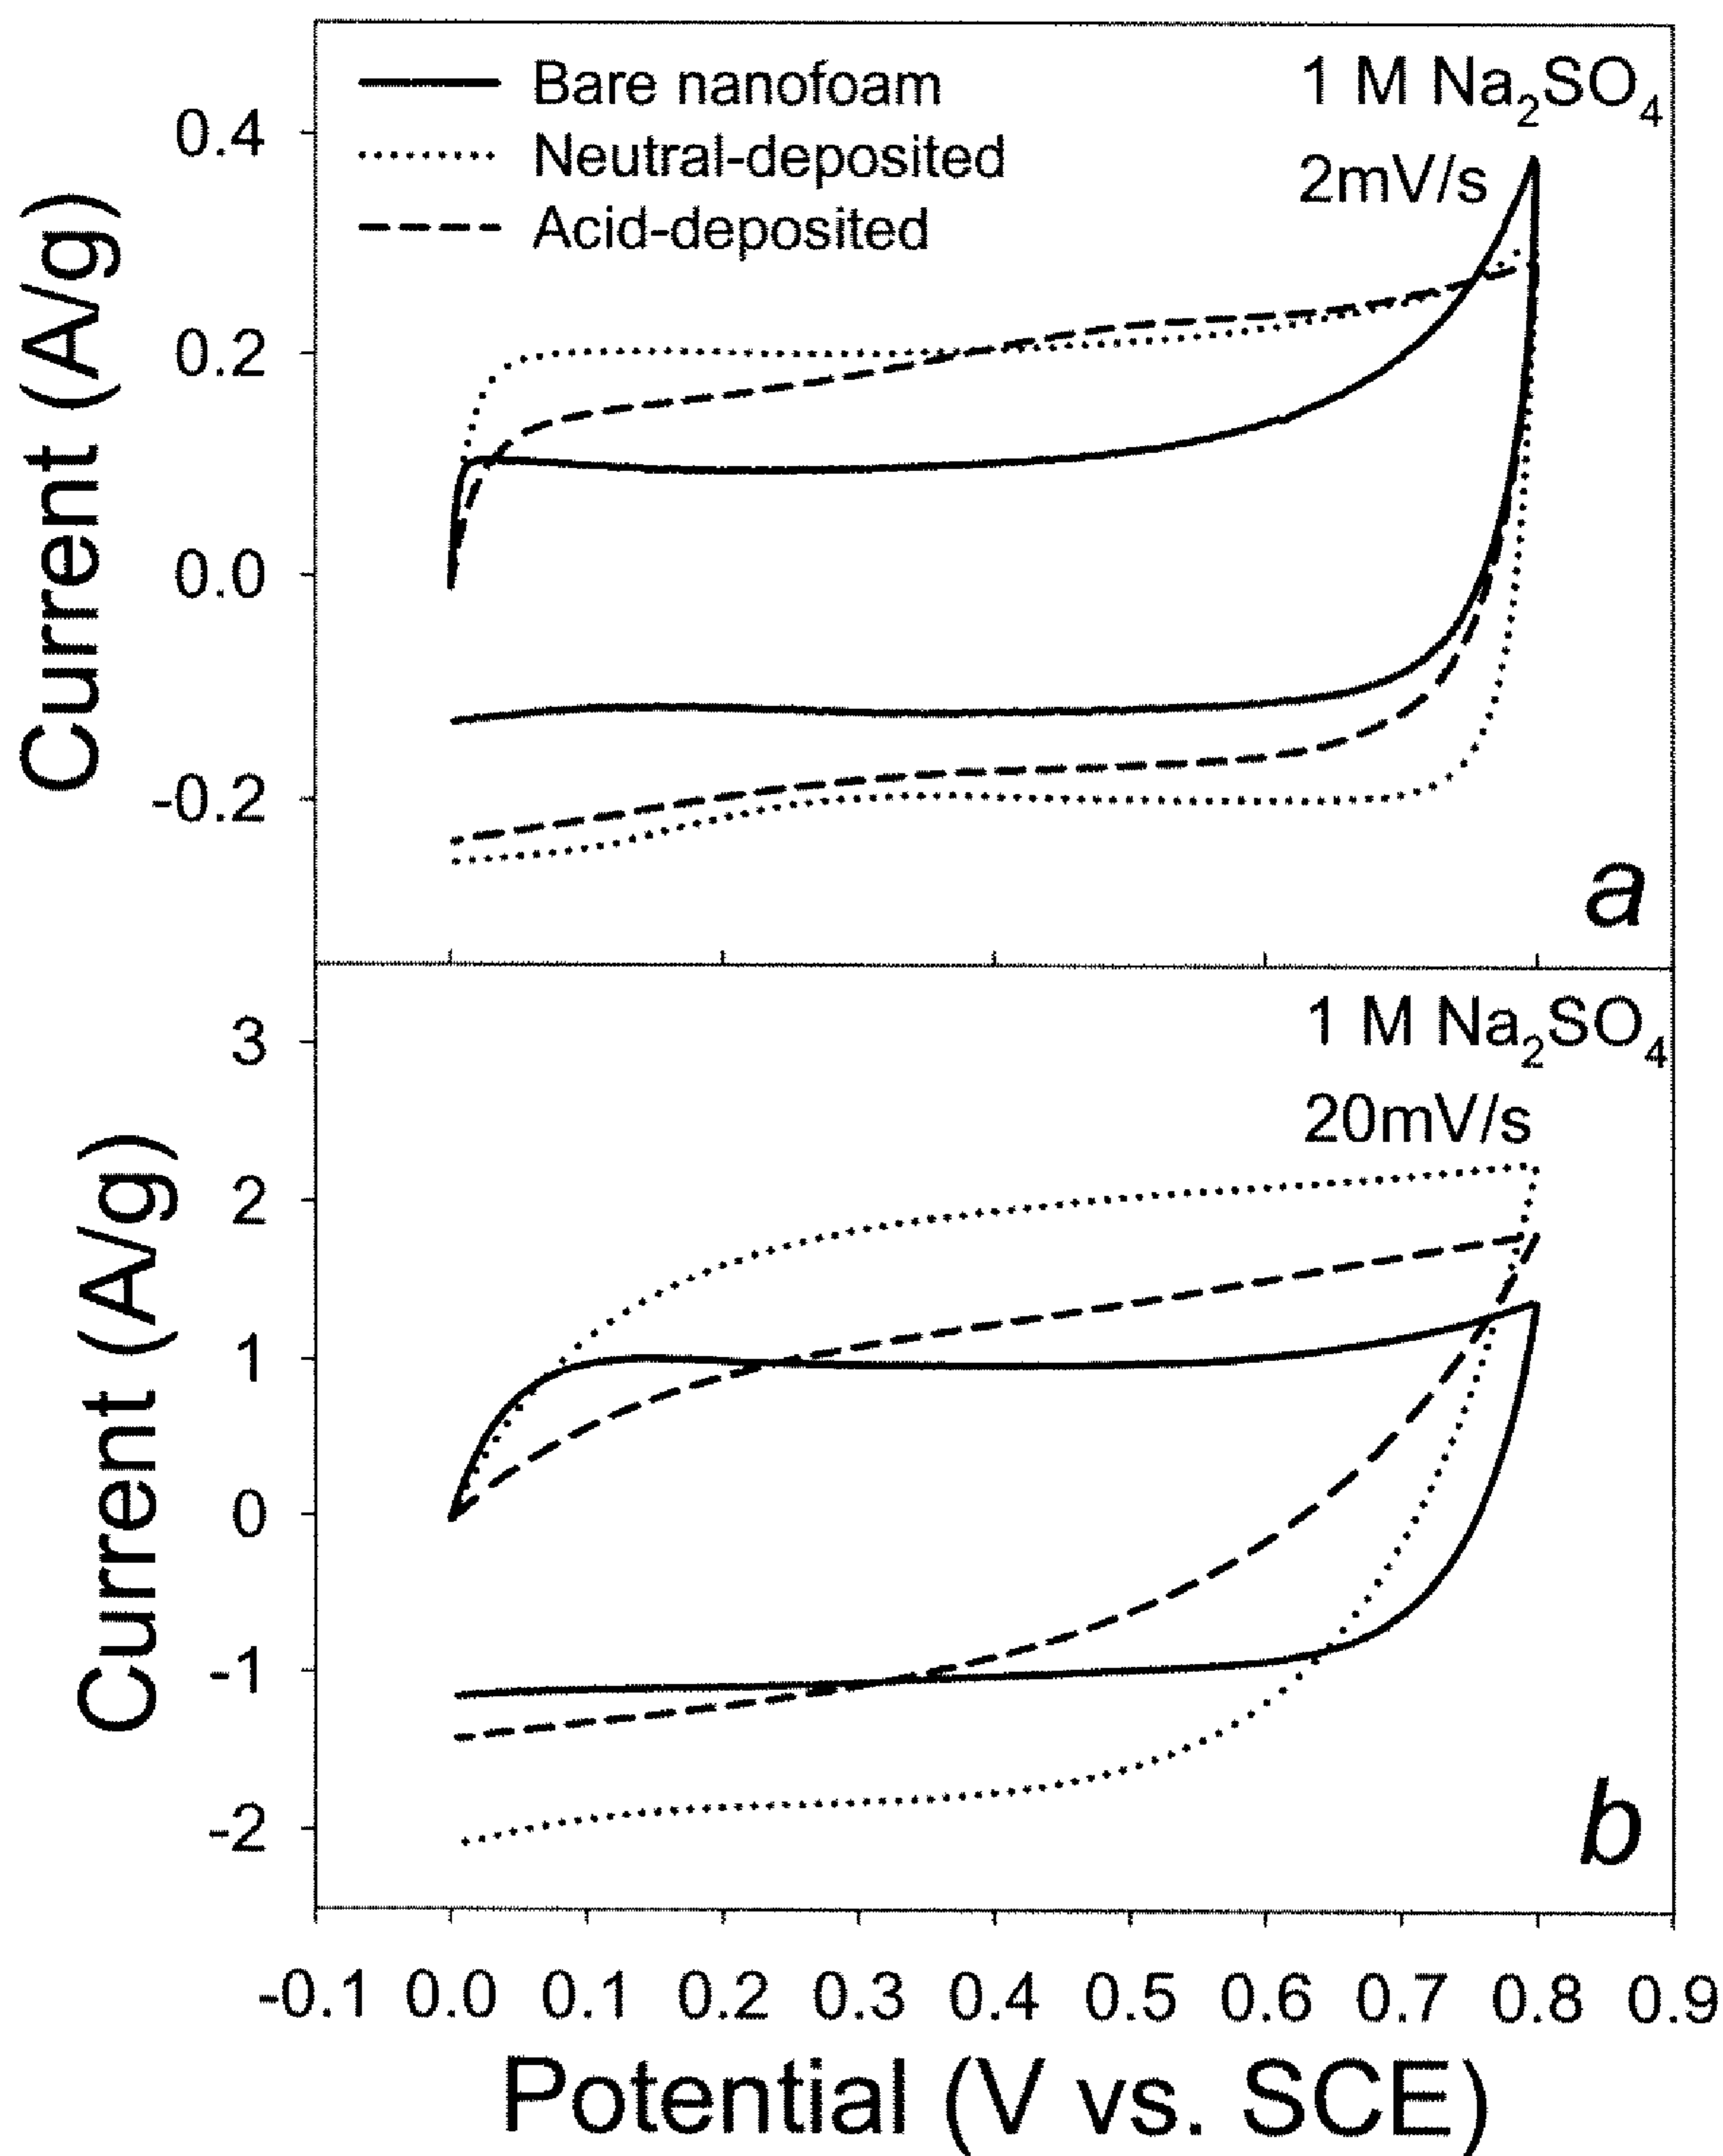 Bare nanofoam
Neutral-deposited
Acid-deposited
1 M Na₂SO₄
2mV/s
Current (A/g)
0.4
0.2
0.0
-0.2
a
1 M Na₂SO₄
20mV/s
Current (A/g)
3
2
1
0
-1
-2
b
-0.1 0.0 0.1 0.2 0.3 0.4 0.5 0.6 0.7 0.8 0.9
Potential (V vs. SCE)